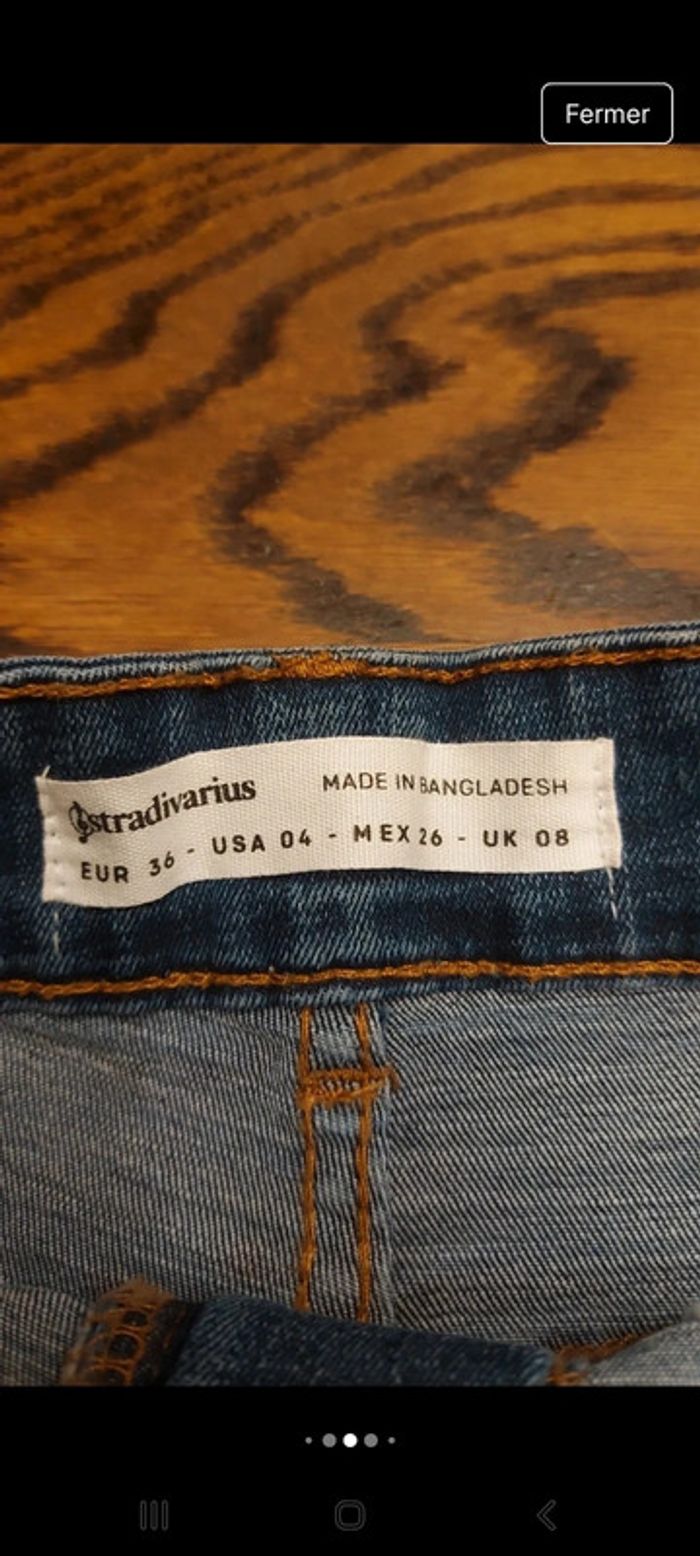 Fermer
stradivarius MADE IN BANGLADESH
EUR 36 - USA 04 - MEX 26 - UK 08